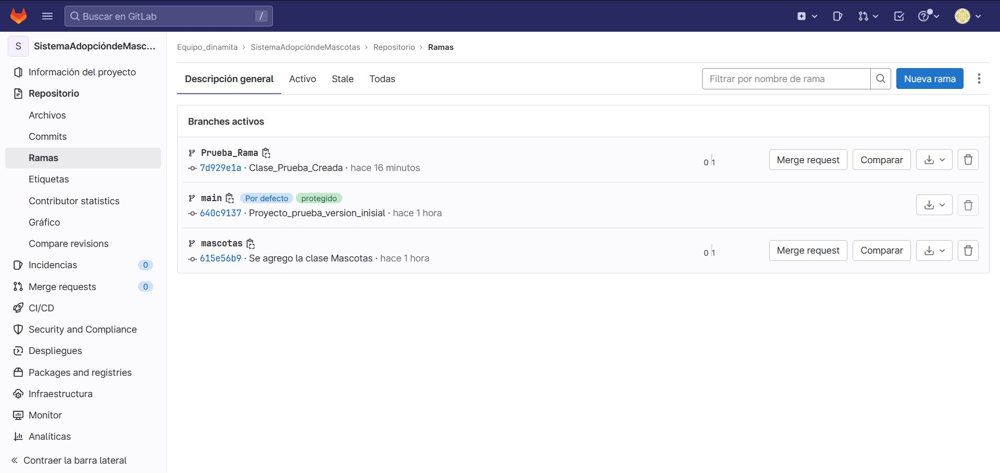 Buscar en GitLab /
S SistemaAdopcióndeMasc...
Información del proyecto
Repositorio
Archivos
Commits
Ramas
Etiquetas
Contributor statistics
Gráfico
Compare revisions
Incidencias 0
Merge requests 0
CI/CD
Security and Compliance
Despliegues
Packages and registries
Infraestructura
Monitor
Analíticas
Contraer la barra lateral
Equipo_dinamita › SistemaAdopcióndeMascotas › Repositorio › Ramas
Descripción general Activo Stale Todas Filtrar por nombre de rama Nueva rama
Branches activos
Prueba_Rama
7d929e1a · Clase_Prueba_Creada · hace 16 minutos
0 1 Merge request Comparar
main Por defecto protegido
640c9137 · Proyecto_prueba_version_inisial · hace 1 hora
mascotas
615e56b9 · Se agrego la clase Mascotas · hace 1 hora
0 1 Merge request Comparar